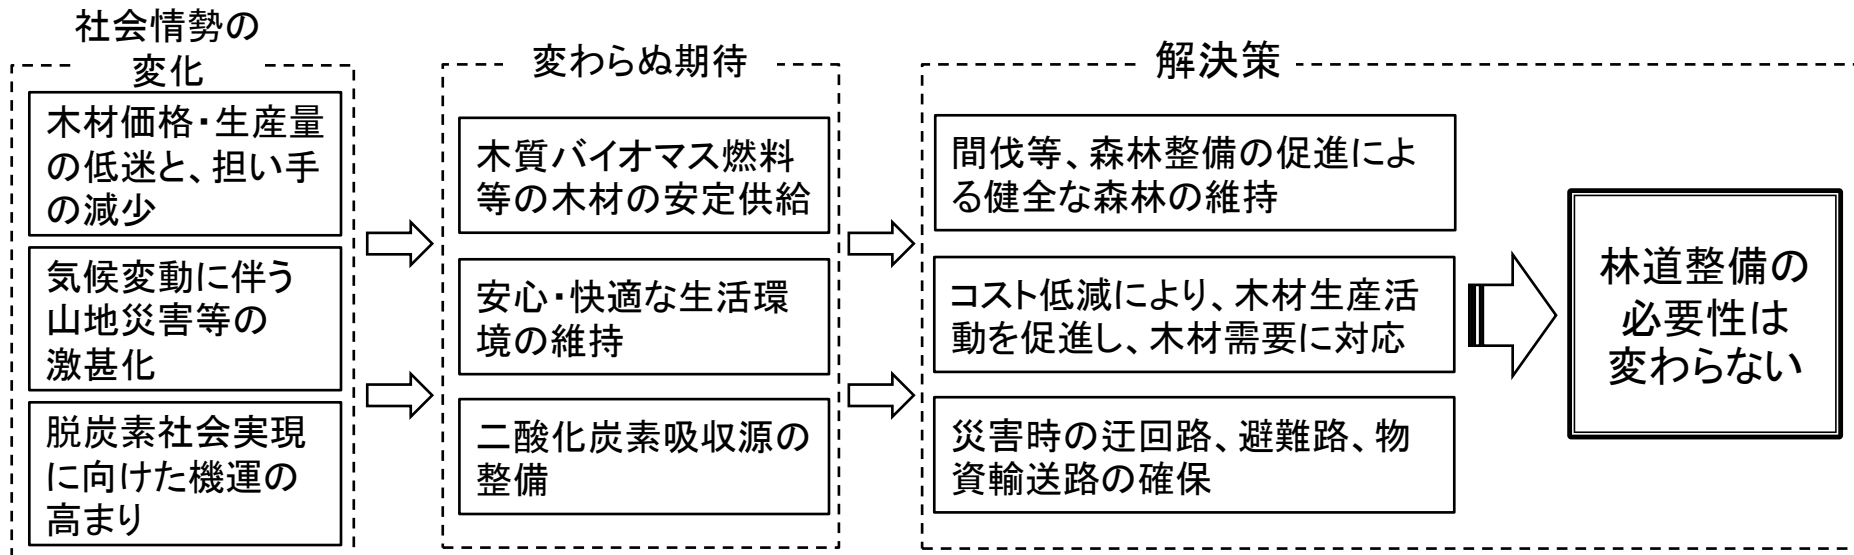 社会情勢の
変化
木材価格・生産量
の低迷と、担い手
の減少
気候変動に伴う
山地災害等の
激甚化
脱炭素社会実現
に向けた機運の
高まり
変わらぬ期待
木質バイオマス燃料
等の木材の安定供給
安心・快適な生活環
境の維持
二酸化炭素吸収源の
整備
解決策
間伐等、森林整備の促進によ
る健全な森林の維持
コスト低減により、木材生産活
動を促進し、木材需要に対応
災害時の迂回路、避難路、物
資輸送路の確保
林道整備の
必要性は
変わらない